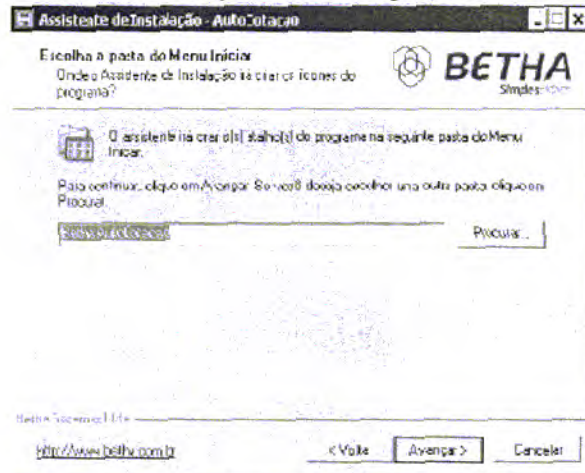 Assistente de Instalação - AutoCotação
Escolha a pasta do Menu Iniciar
Onde o Assistente de Instalação irá criar os ícones do
programa?
BETHA
Simples
O assistente irá criar o(s) atalho(s) do programa na seguinte pasta do Menu
Iniciar.
Para continuar, clique em Avançar. Se você deseja escolher uma outra pasta, clique em
Procurar.
Procurar...
http://www.betha.com.br
< Volta
Avançar >
Cancelar